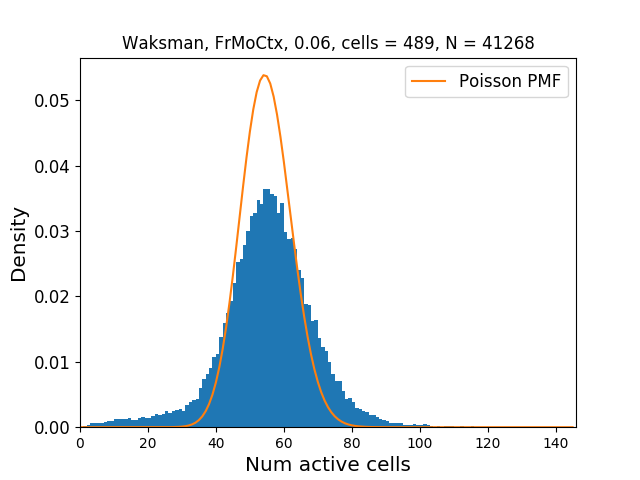 Waksman, FrMoCtx, 0.06, cells = 489, N = 41268
Poisson PMF
0.05
0.04
0.03
0.02
0.01
0.00
Density
0 20 40 60 80 100 120 140
Num active cells